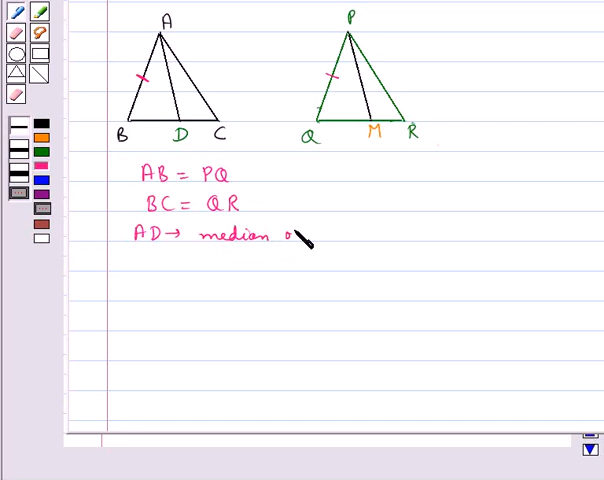 A P
B D C Q M R
AB = PQ
BC = QR
AD → median o